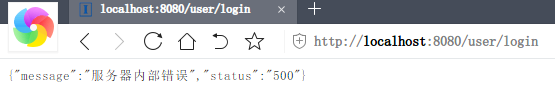 localhost:8080/user/login
http://localhost:8080/user/login
{"message":"服务器内部错误","status":"500"}